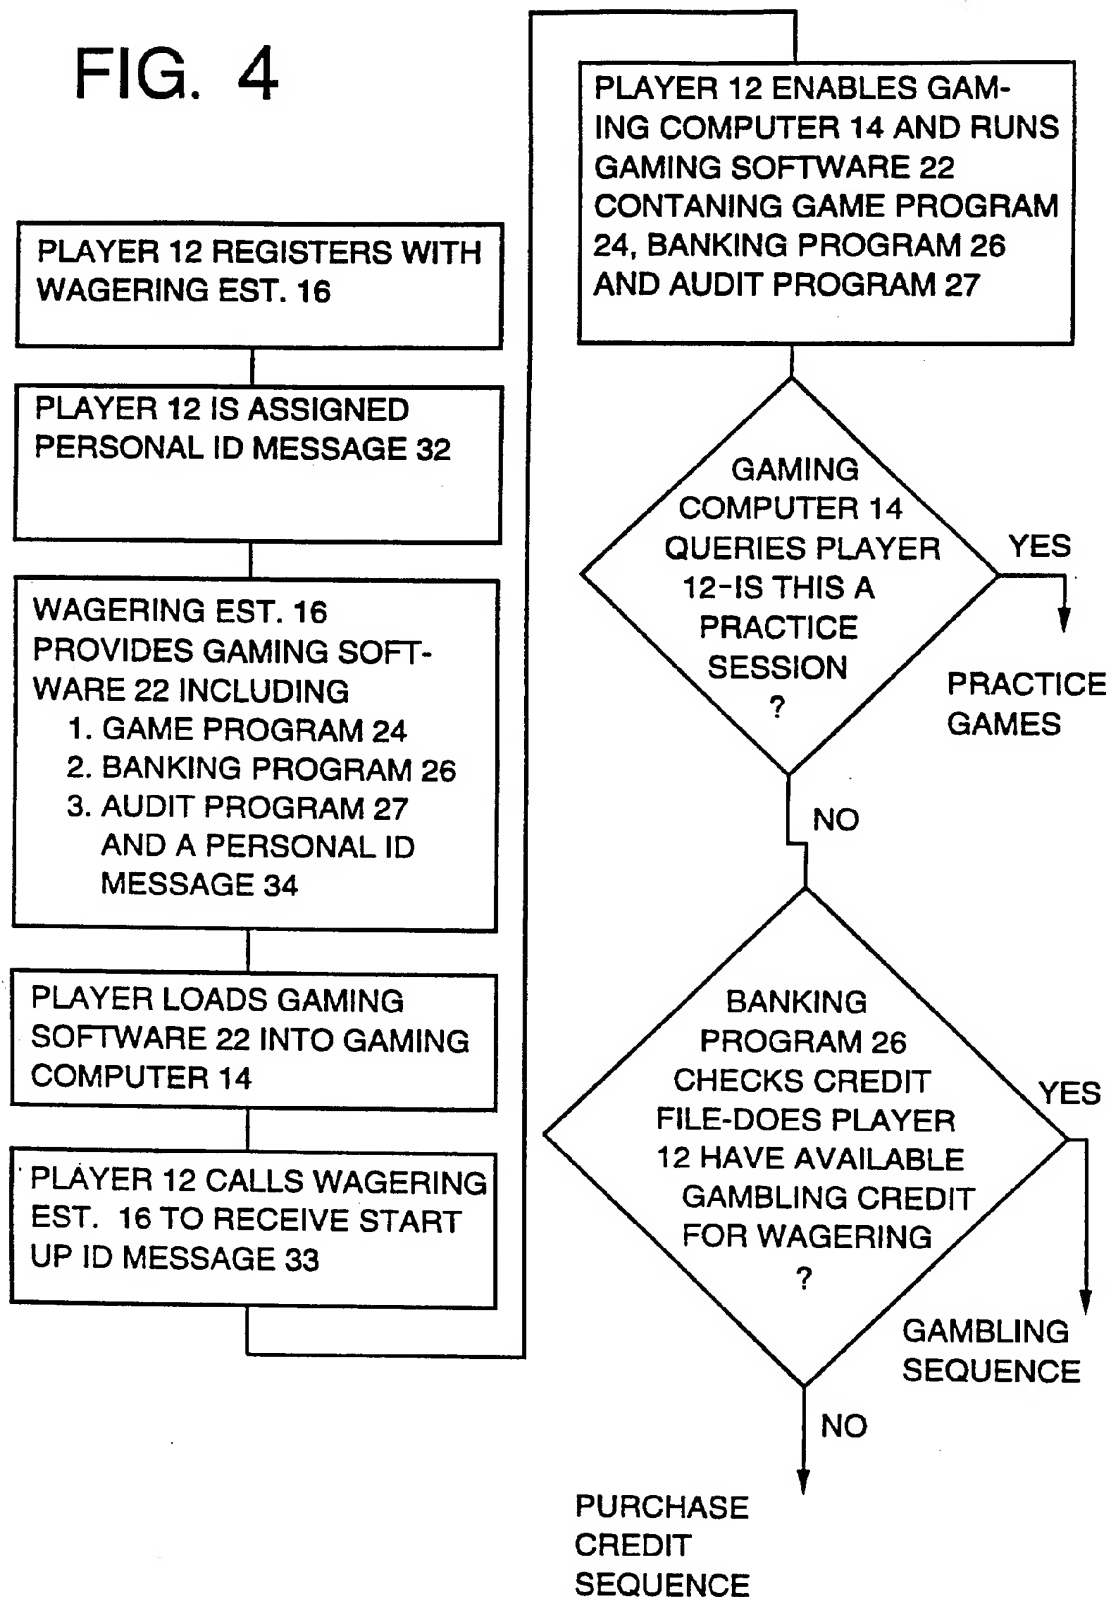 FIG. 4
PLAYER 12 REGISTERS WITH
WAGERING EST. 16
PLAYER 12 IS ASSIGNED
PERSONAL ID MESSAGE 32
WAGERING EST. 16
PROVIDES GAMING SOFT-
WARE 22 INCLUDING
1. GAME PROGRAM 24
2. BANKING PROGRAM 26
3. AUDIT PROGRAM 27
AND A PERSONAL ID
MESSAGE 34
PLAYER LOADS GAMING
SOFTWARE 22 INTO GAMING
COMPUTER 14
PLAYER 12 CALLS WAGERING
EST. 16 TO RECEIVE START
UP ID MESSAGE 33
PLAYER 12 ENABLES GAM-
ING COMPUTER 14 AND RUNS
GAMING SOFTWARE 22
CONTANING GAME PROGRAM
24, BANKING PROGRAM 26
AND AUDIT PROGRAM 27
GAMING
COMPUTER 14
QUERIES PLAYER
12-IS THIS A
PRACTICE
SESSION
?
YES
PRACTICE
GAMES
NO
BANKING
PROGRAM 26
CHECKS CREDIT
FILE-DOES PLAYER
12 HAVE AVAILABLE
GAMBLING CREDIT
FOR WAGERING
?
YES
GAMBLING
SEQUENCE
NO
PURCHASE
CREDIT
SEQUENCE